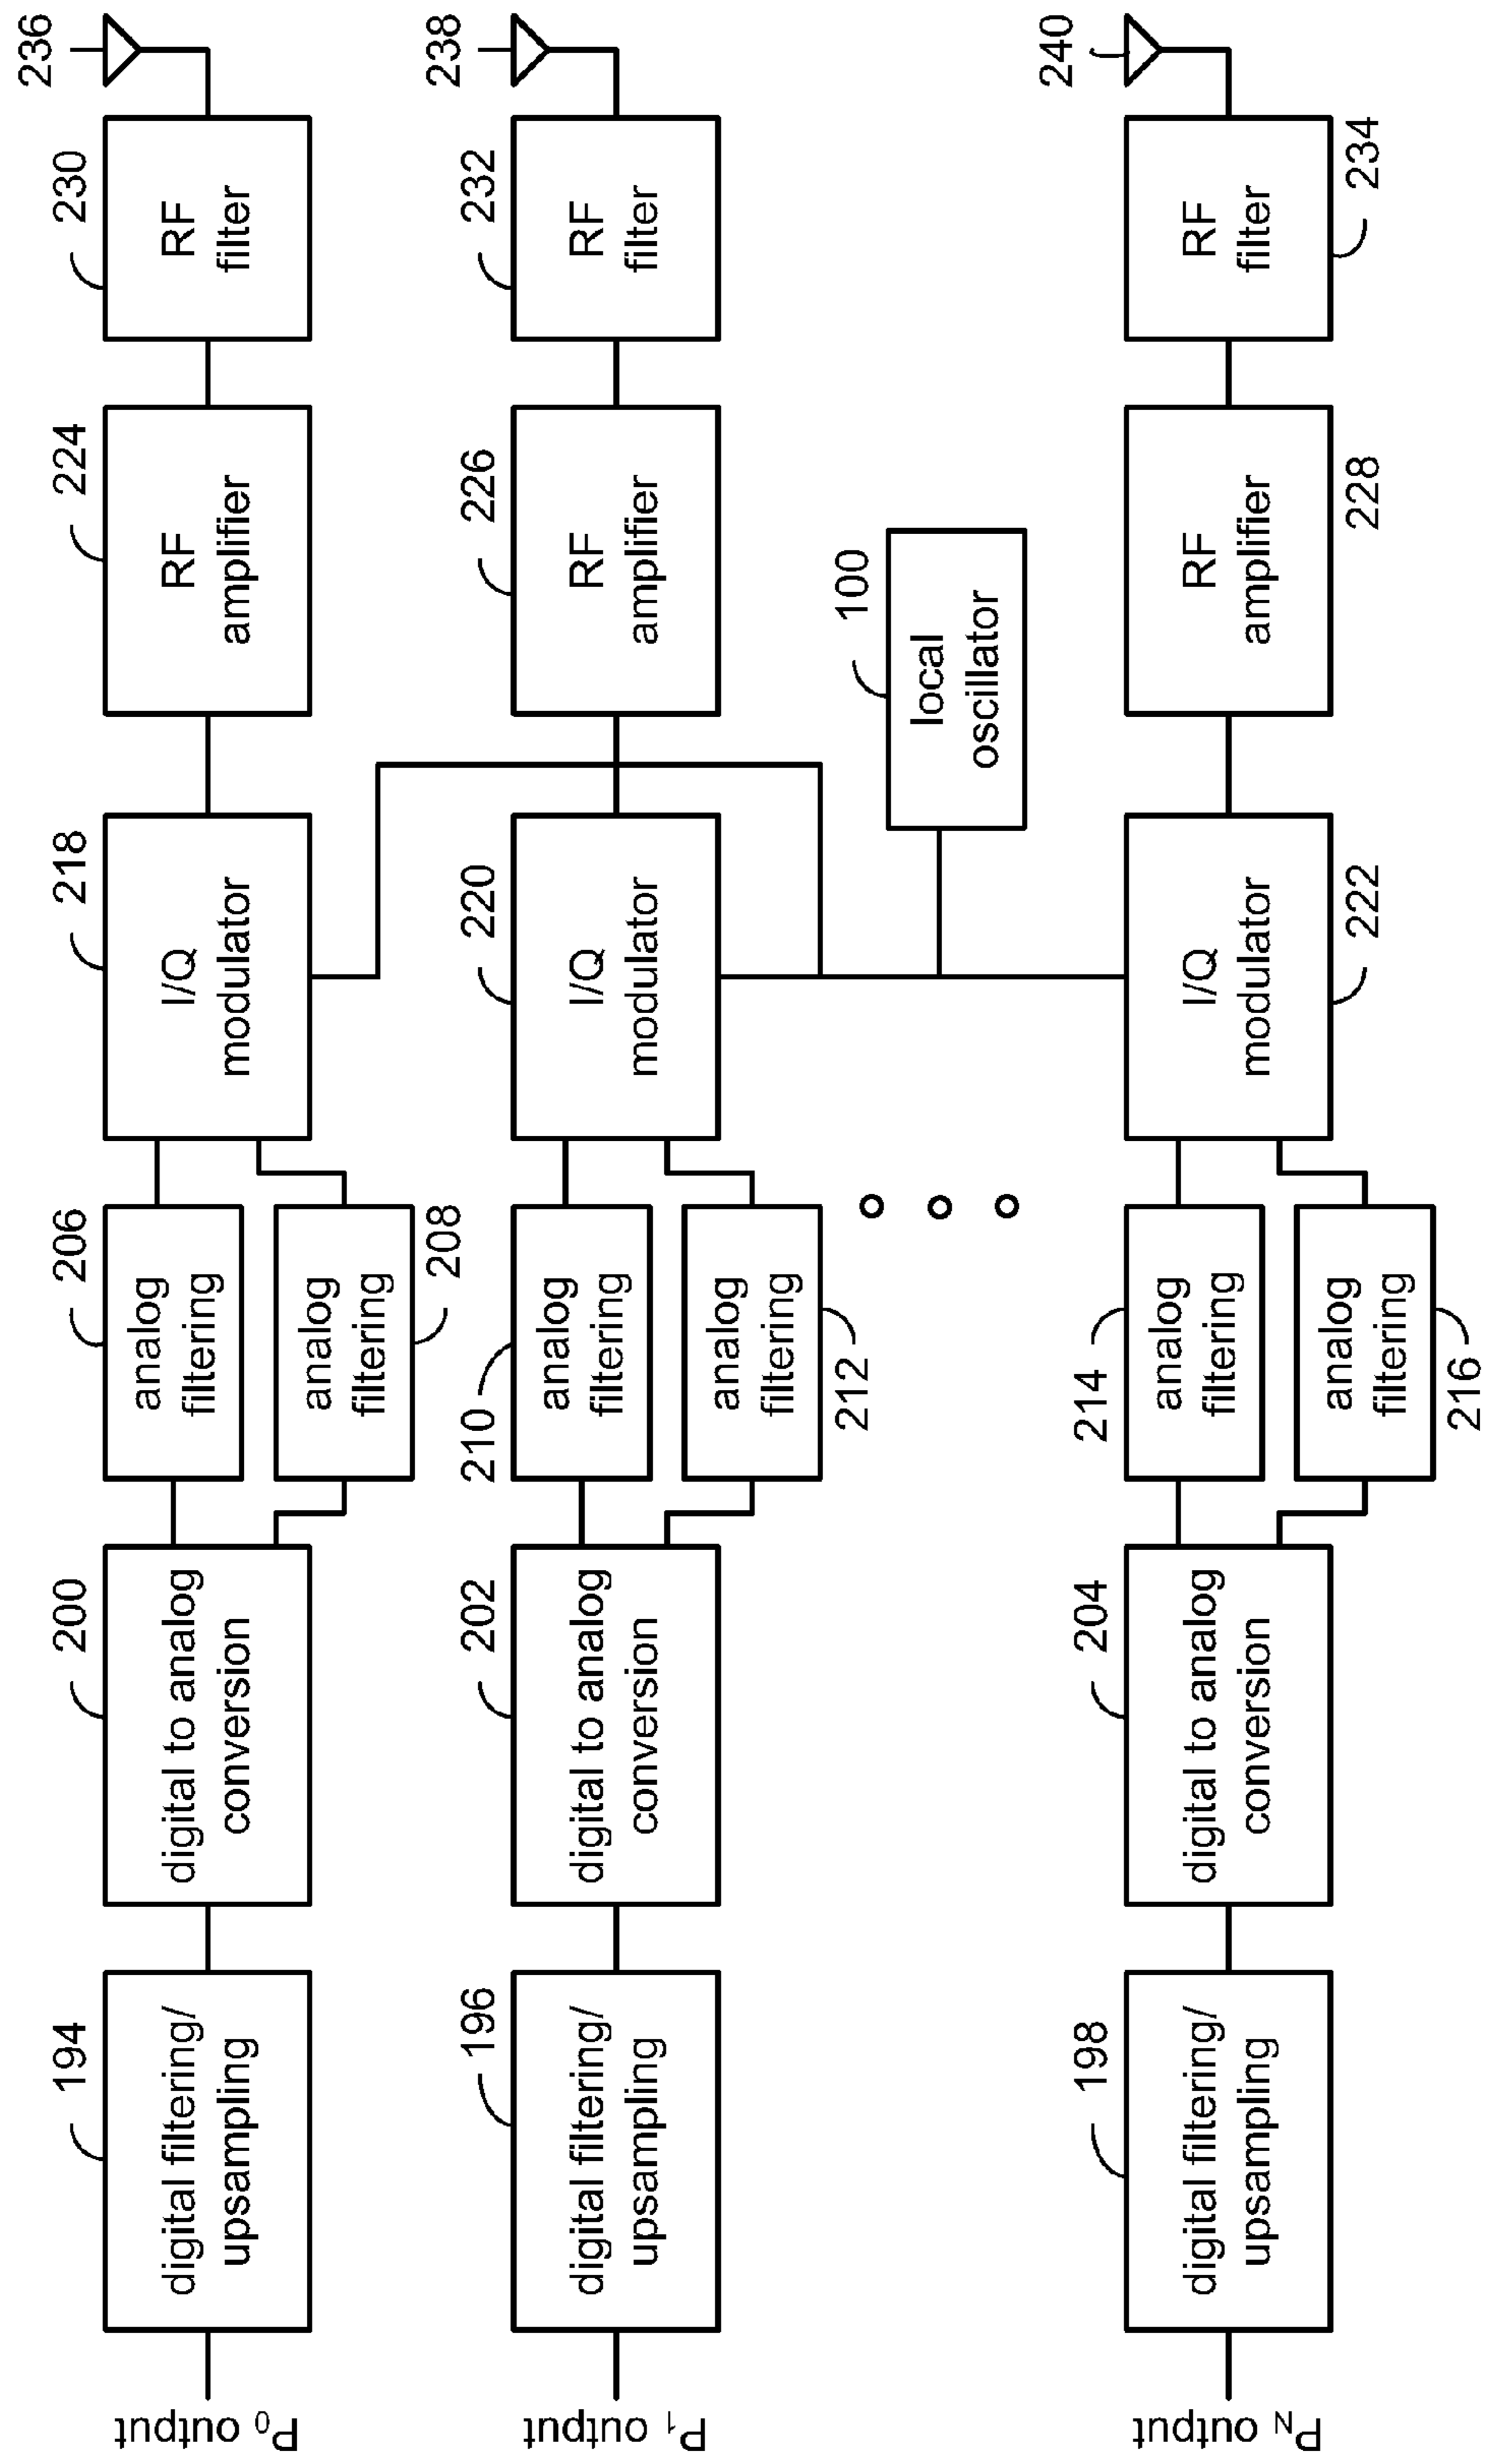 P0 output
194
digital filtering/
upsampling
200
digital to analog
conversion
206
analog
filtering
analog
filtering
208
218
I/Q
modulator
224
RF
amplifier
230
RF
filter
236
P1 output
196
digital filtering/
upsampling
202
digital to analog
conversion
210
analog
filtering
analog
filtering
212
220
I/Q
modulator
226
RF
amplifier
232
RF
filter
238
100
local
oscillator
PN output
198
digital filtering/
upsampling
204
digital to analog
conversion
214
analog
filtering
analog
filtering
216
I/Q
modulator
222
RF
amplifier
228
RF
filter
234
240